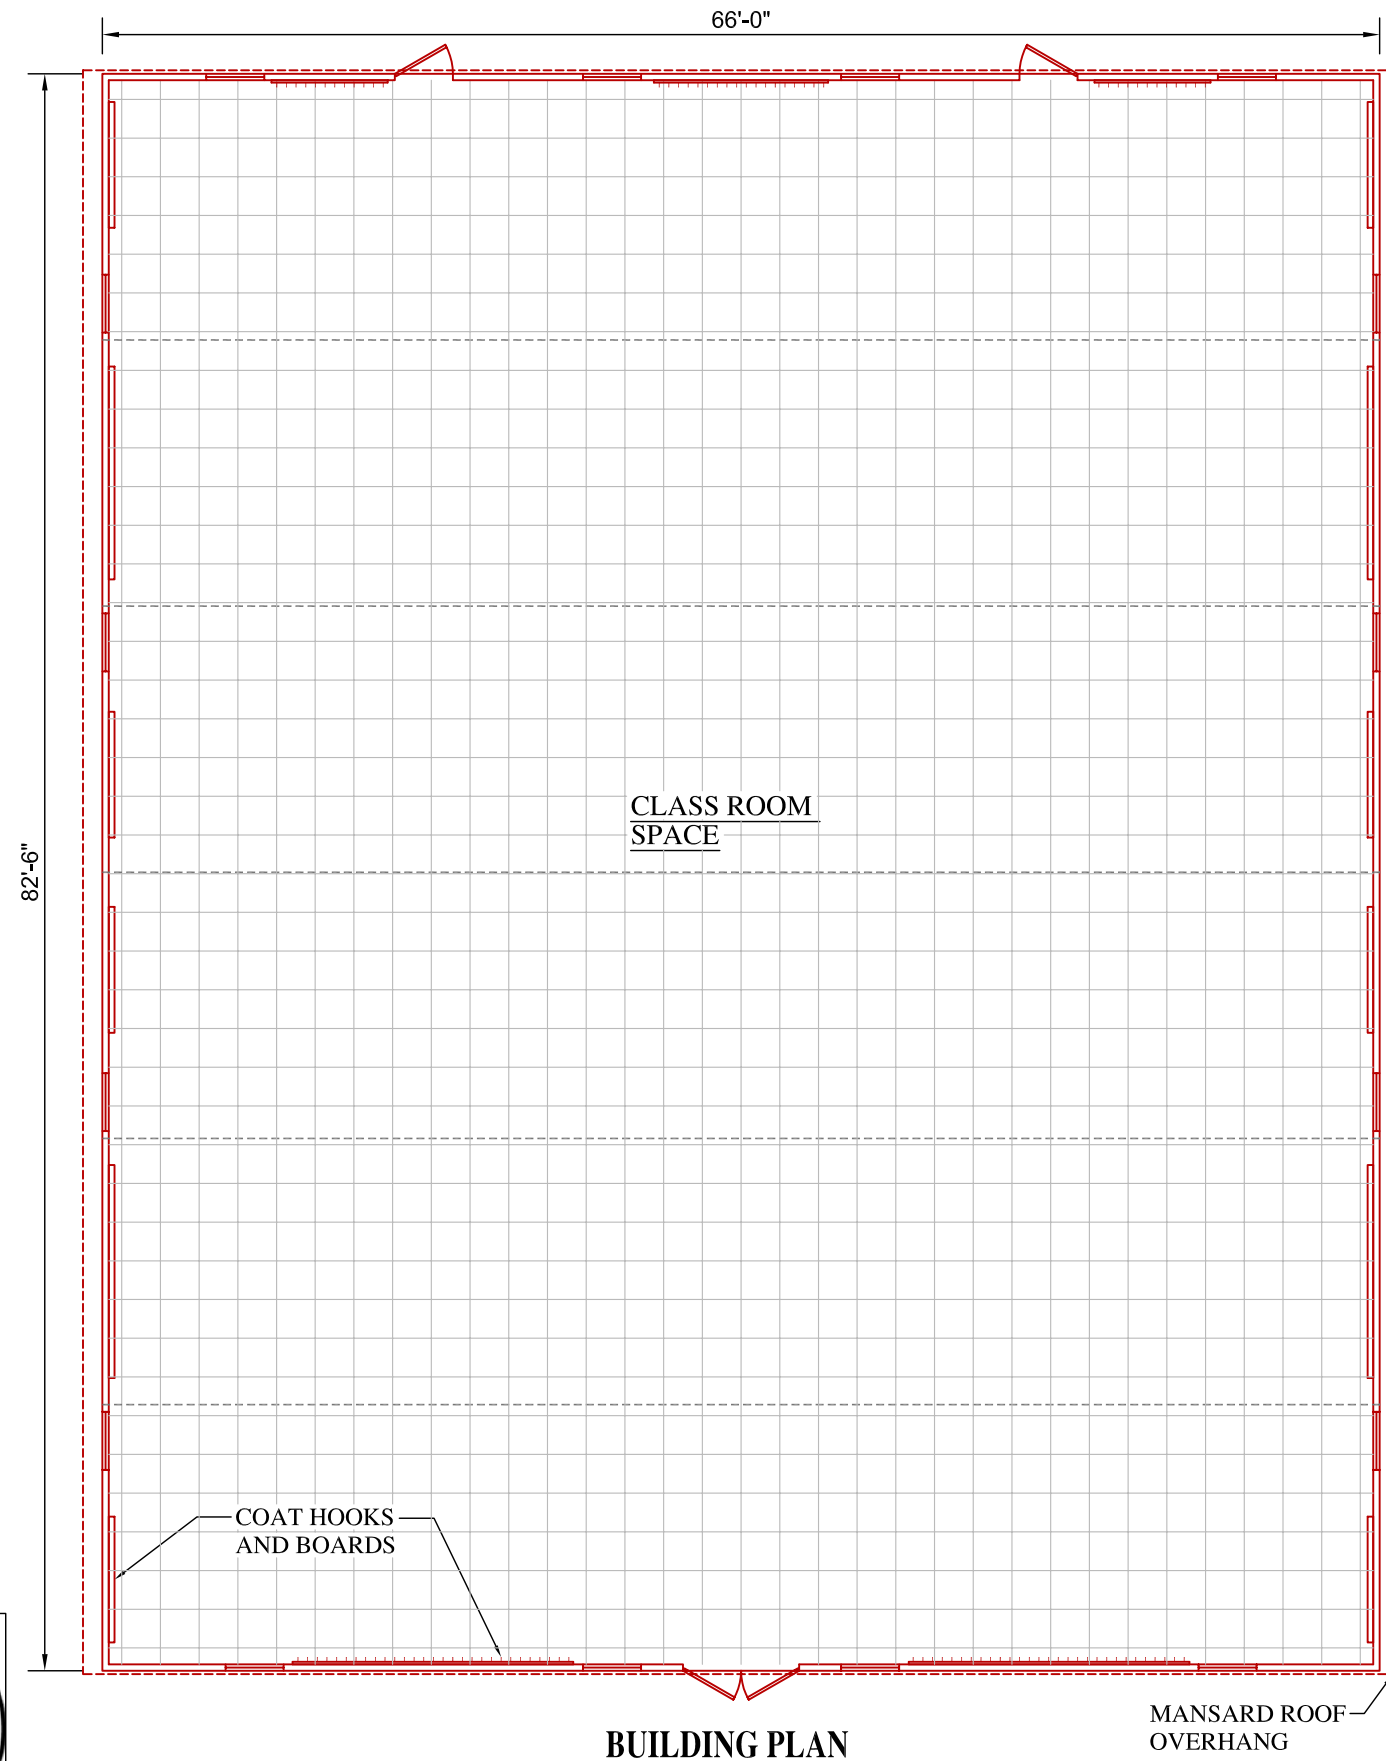 66'-0"
82'-6"
CLASS ROOM
SPACE
COAT HOOKS
AND BOARDS
MANSARD ROOF
OVERHANG
BUILDING PLAN